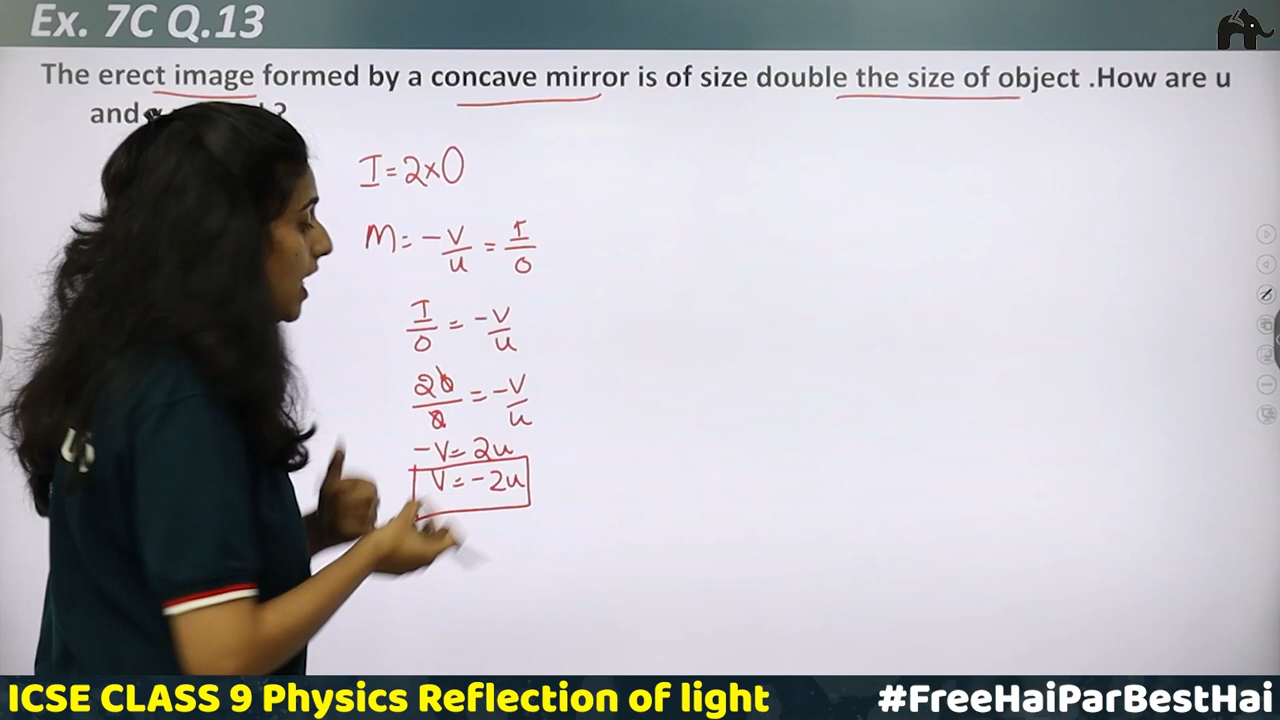 Ex. 7C Q.13
The erect image formed by a concave mirror is of size double the size of object .How are u
and ?
I = 2×O
M = -v/u = I/O
I/O = -v/u
2O/O = -v/u
-v = 2u
v = -2u
ICSE CLASS 9 Physics Reflection of light #FreeHaiParBestHai